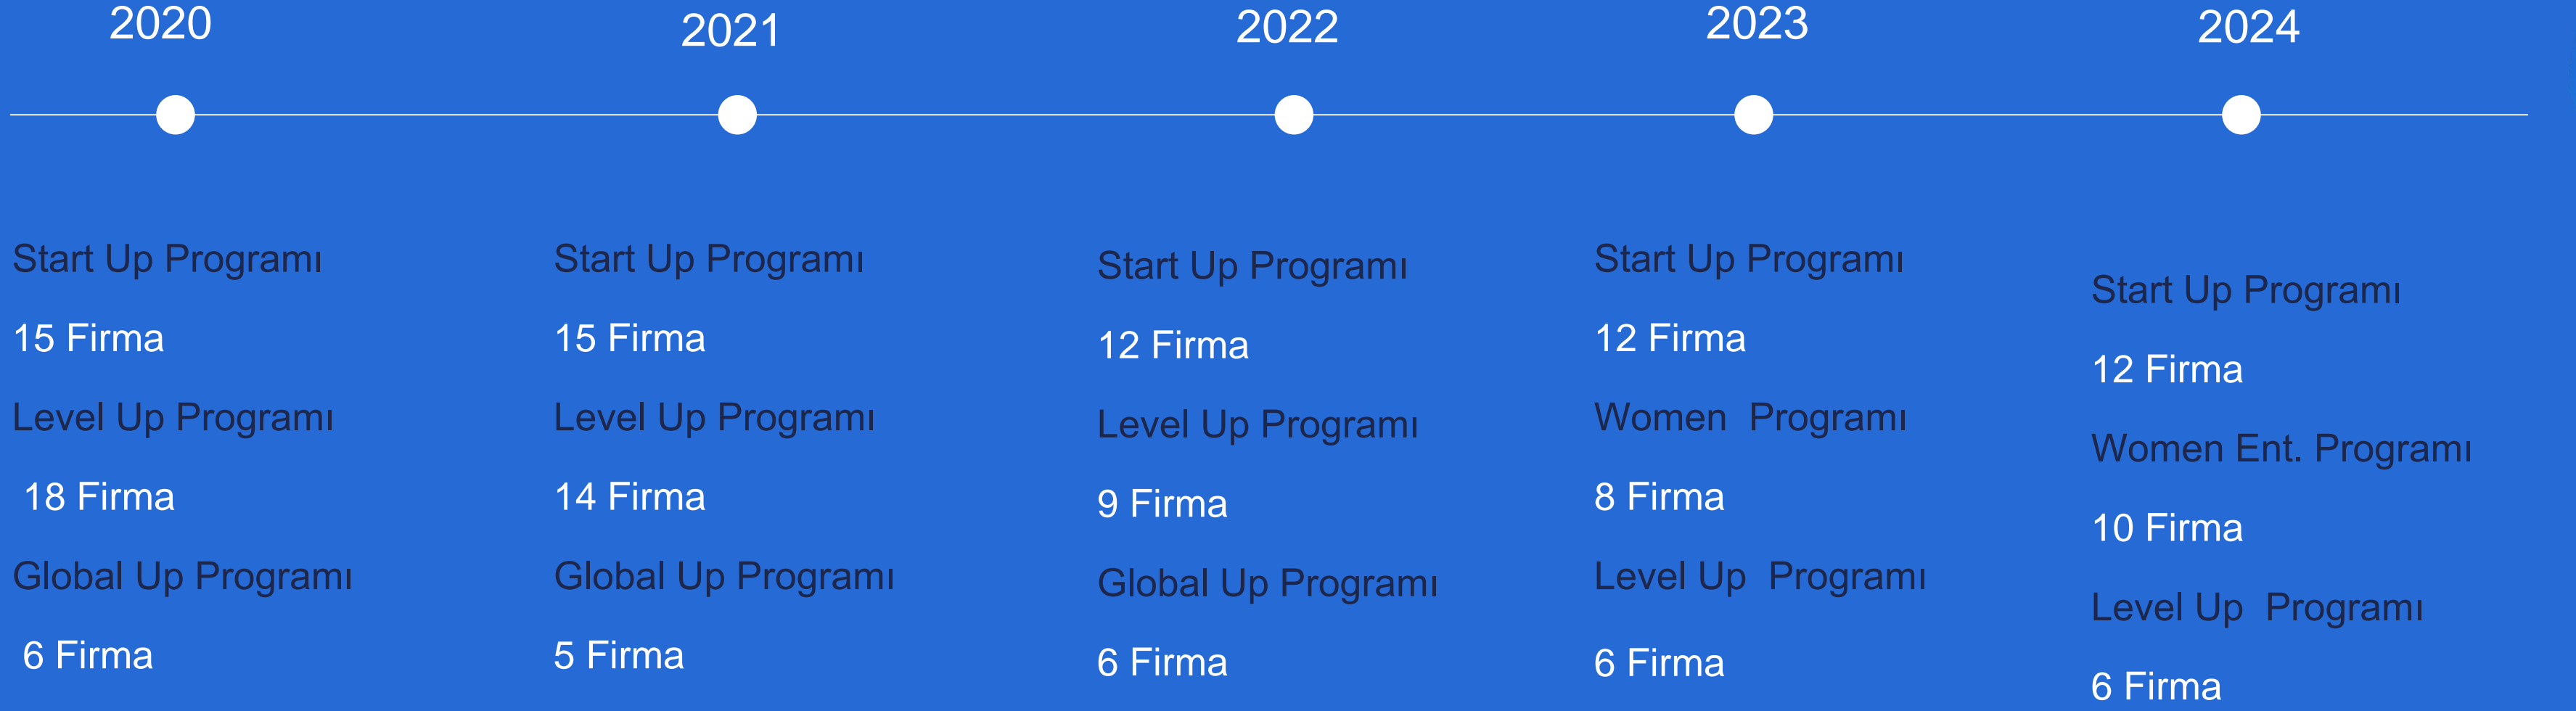 2020
Start Up Programı
15 Firma
Level Up Programı
18 Firma
Global Up Programı
6 Firma
2021
Start Up Programı
15 Firma
Level Up Programı
14 Firma
Global Up Programı
5 Firma
2022
Start Up Programı
12 Firma
Level Up Programı
9 Firma
Global Up Programı
6 Firma
2023
Start Up Programı
12 Firma
Women  Programı
8 Firma
Level Up  Programı
6 Firma
2024
Start Up Programı
12 Firma
Women Ent. Programı
10 Firma
Level Up  Programı
6 Firma